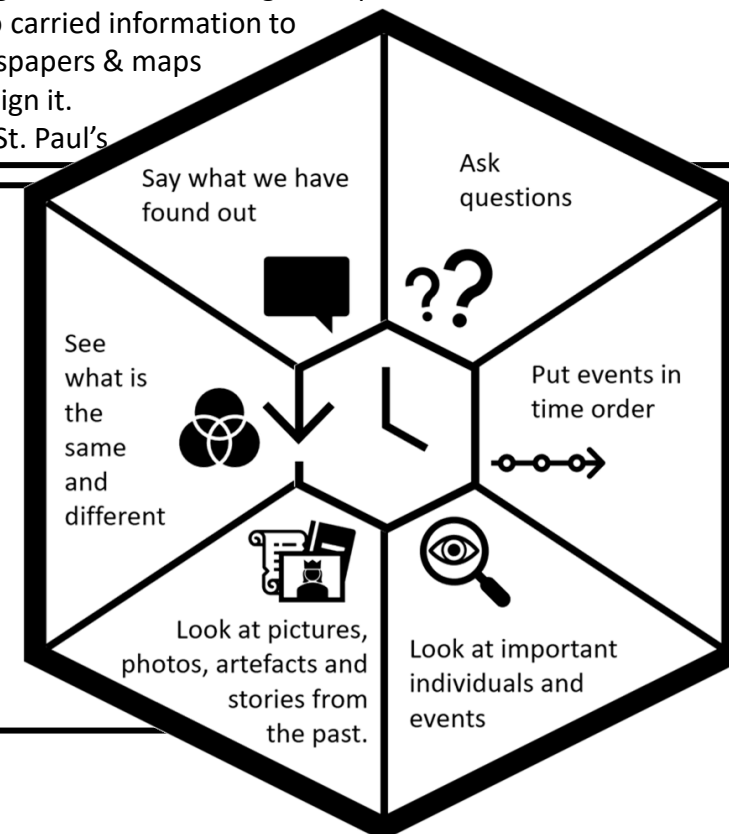 carried information to
spapers & maps
ign it.
St. Paul's
Say what we have
found out
Ask
questions
??
See
what is
the
same
and
different
Put events in
time order
Look at pictures,
photos, artefacts and
stories from
the past.
Look at important
individuals and
events